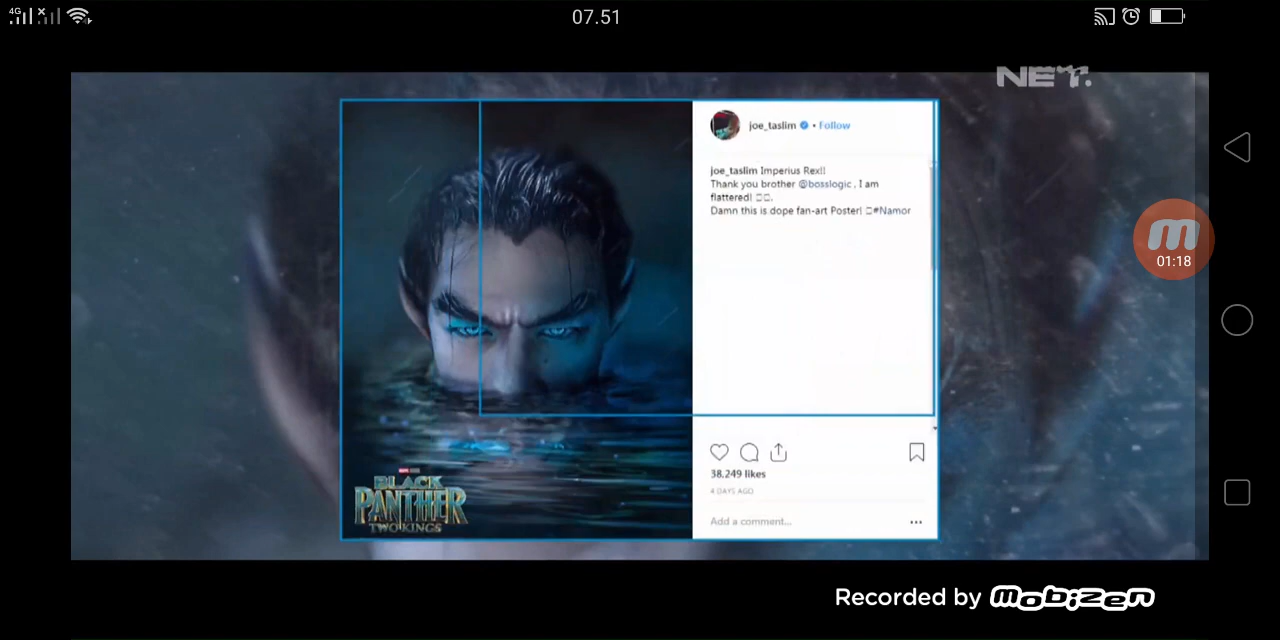 4G
07.51
NET.
joe_taslim • Follow
joe_taslim Imperius Rex!!
Thank you brother @bosslogic , I am
flattered!
Damn this is dope fan-art Poster! #Namor
01:18
38,249 likes
4 DAYS AGO
Add a comment...
BLACK
PANTHER
TWO KINGS
Recorded by mobizen